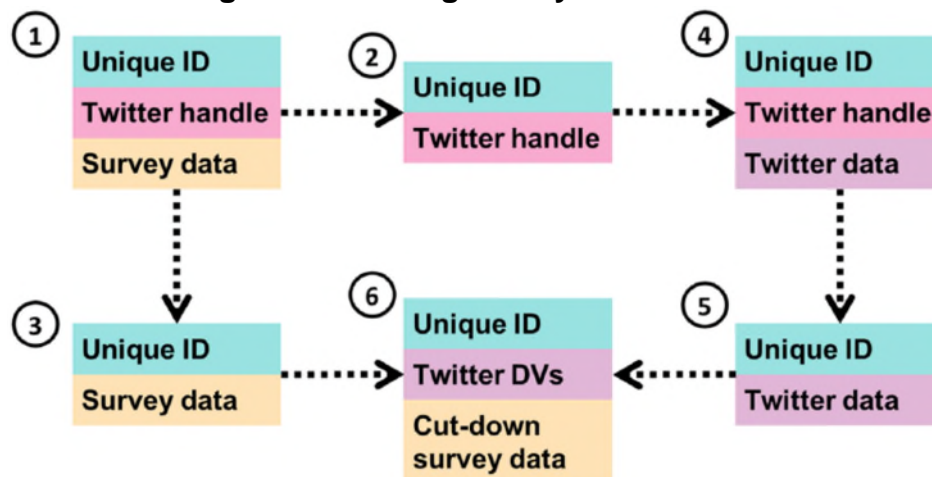 1
Unique ID
Twitter handle
Survey data
2
Unique ID
Twitter handle
4
Unique ID
Twitter handle
Twitter data
3
Unique ID
Survey data
6
Unique ID
Twitter DVs
Cut-down
survey data
5
Unique ID
Twitter data